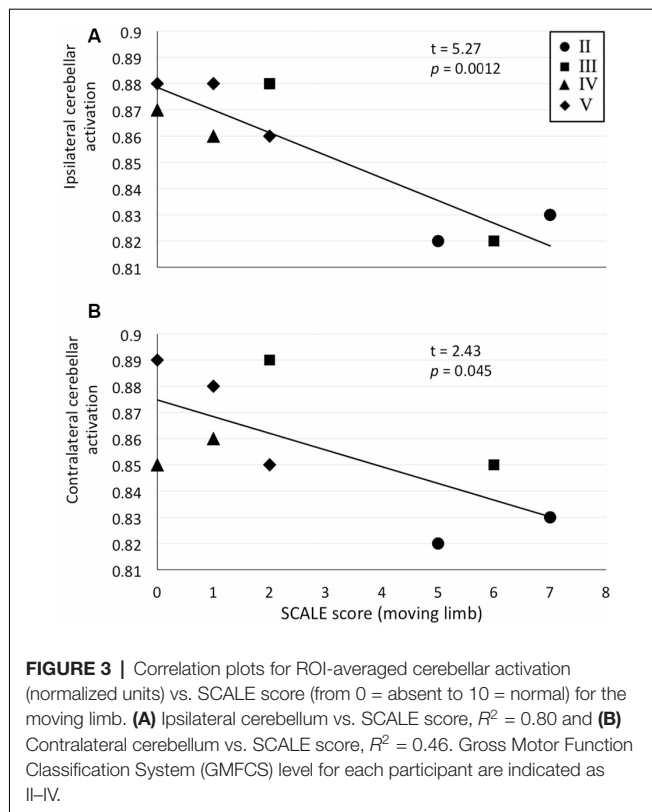 A
0.9
0.89
0.88
0.87
0.86
0.85
0.84
0.83
0.82
0.81
Ipsilateral cerebellar
activation
t = 5.27
p = 0.0012
II
III
IV
V
B
0.9
0.89
0.88
0.87
0.86
0.85
0.84
0.83
0.82
0.81
Contralateral cerebellar
activation
t = 2.43
p = 0.045
0 1 2 3 4 5 6 7 8
SCALE score (moving limb)
FIGURE 3 | Correlation plots for ROI-averaged cerebellar activation
(normalized units) vs. SCALE score (from 0 = absent to 10 = normal) for the
moving limb. (A) Ipsilateral cerebellum vs. SCALE score, R² = 0.80 and (B)
Contralateral cerebellum vs. SCALE score, R² = 0.46. Gross Motor Function
Classification System (GMFCS) level for each participant are indicated as
II–IV.